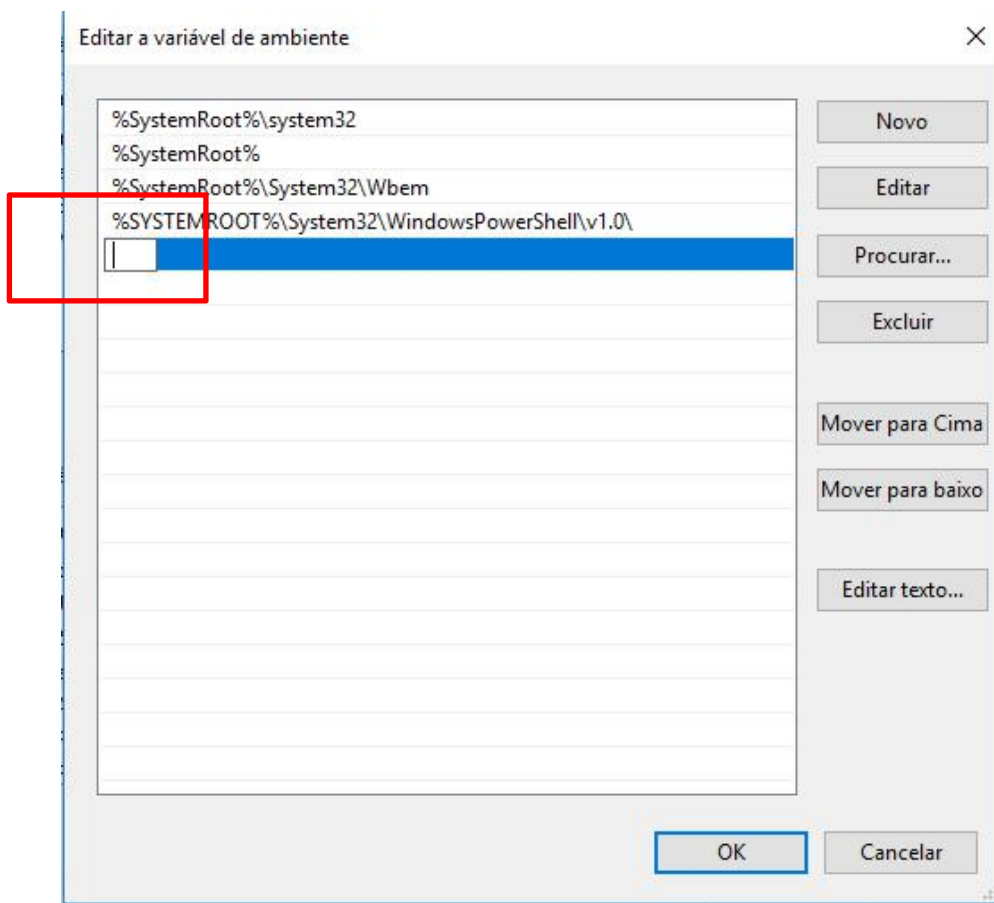 Editar a variável de ambiente
%SystemRoot%\system32
%SystemRoot%
%SystemRoot%\System32\Wbem
%SYSTEMROOT%\System32\WindowsPowerShell\v1.0\
Novo
Editar
Procurar...
Excluir
Mover para Cima
Mover para baixo
Editar texto...
OK
Cancelar